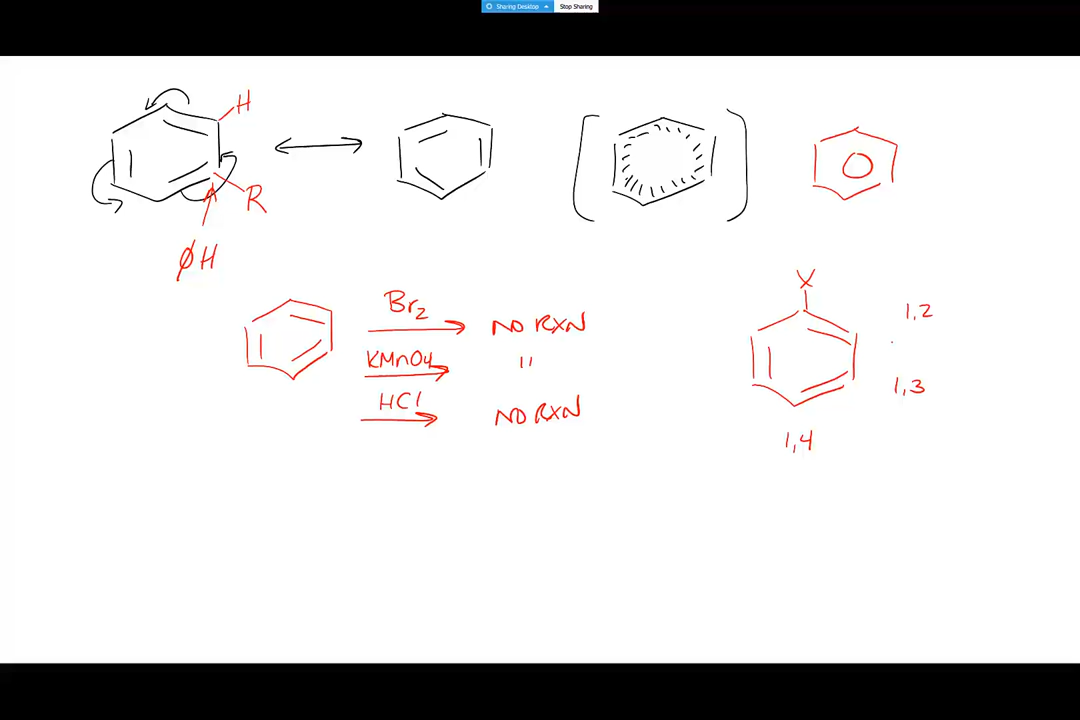 Sharing Desktop Stop Sharing
H
R
ØH
Br2
NO RXN
KMnO4
"
HCl
NO RXN
X
1,2
1,3
1,4